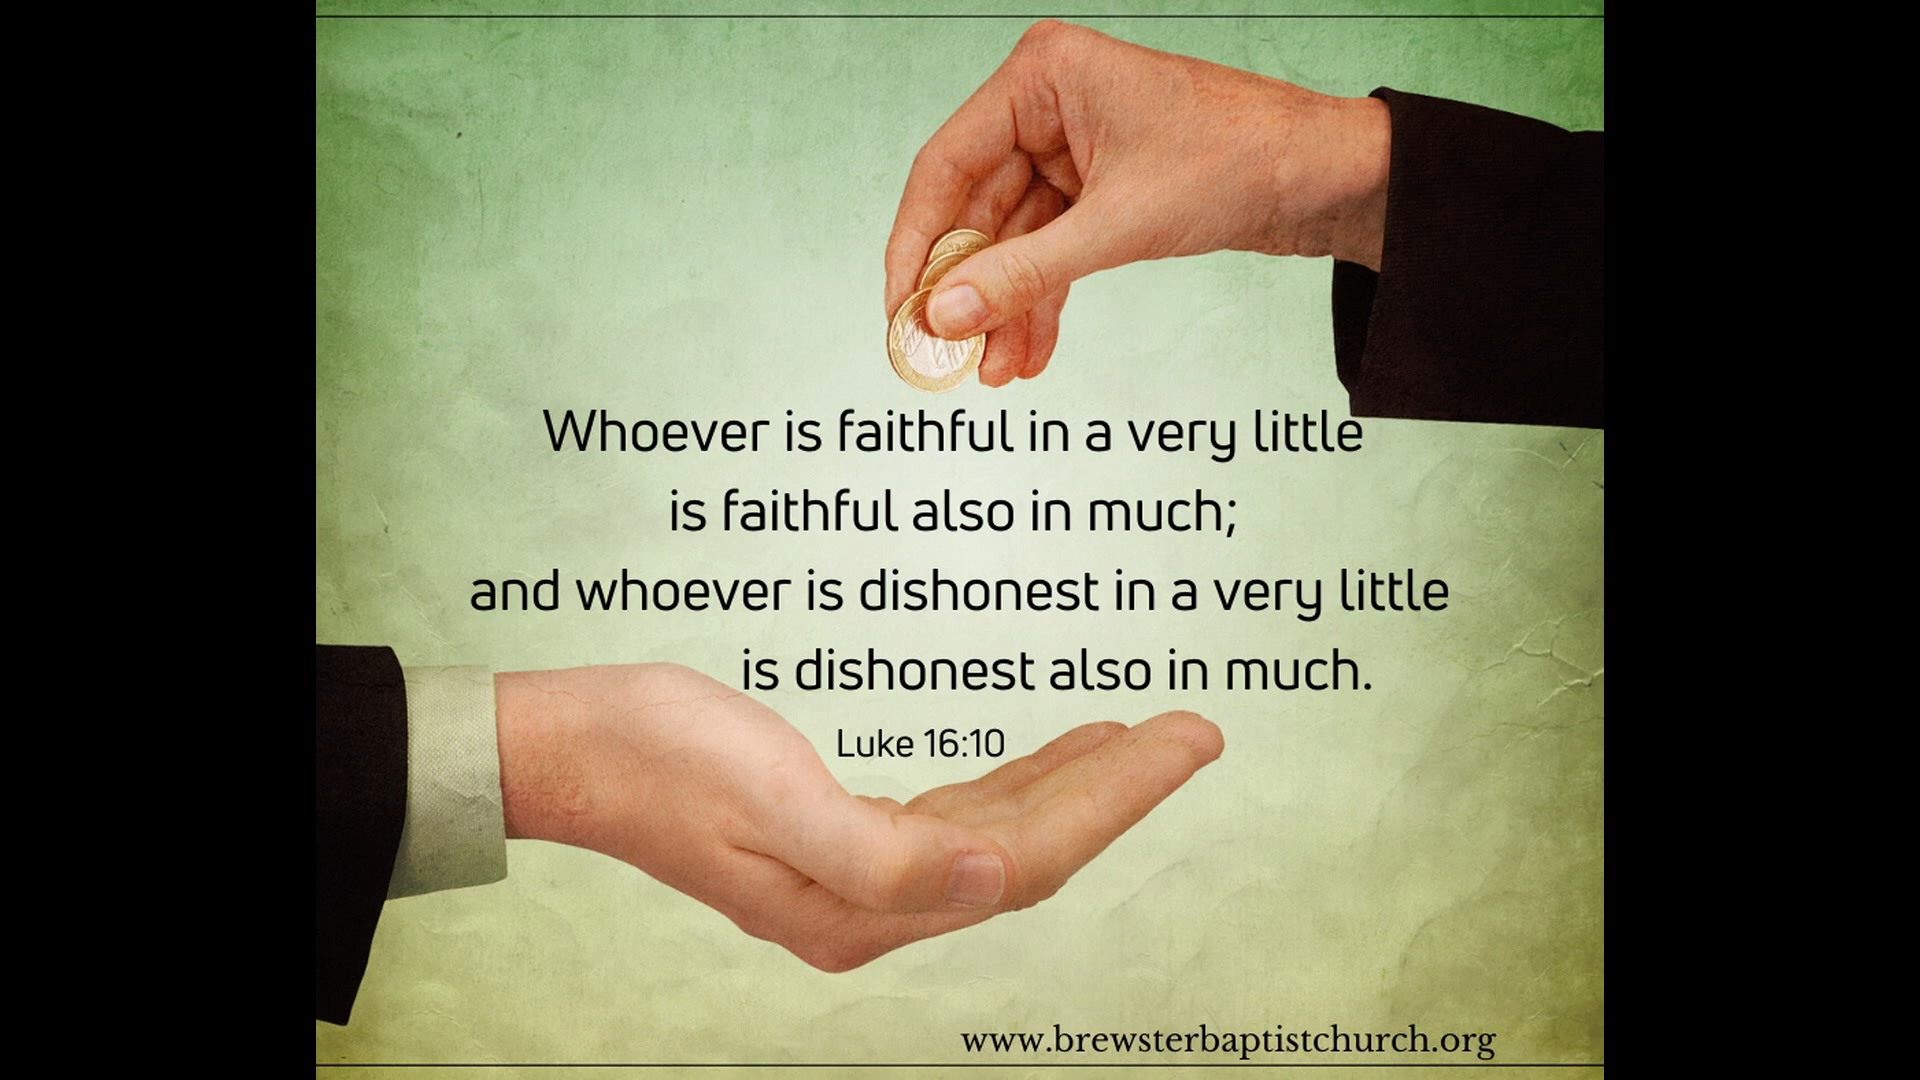 Whoever is faithful in a very little
is faithful also in much;
and whoever is dishonest in a very little
is dishonest also in much.
Luke 16:10
www.brewsterbaptistchurch.org